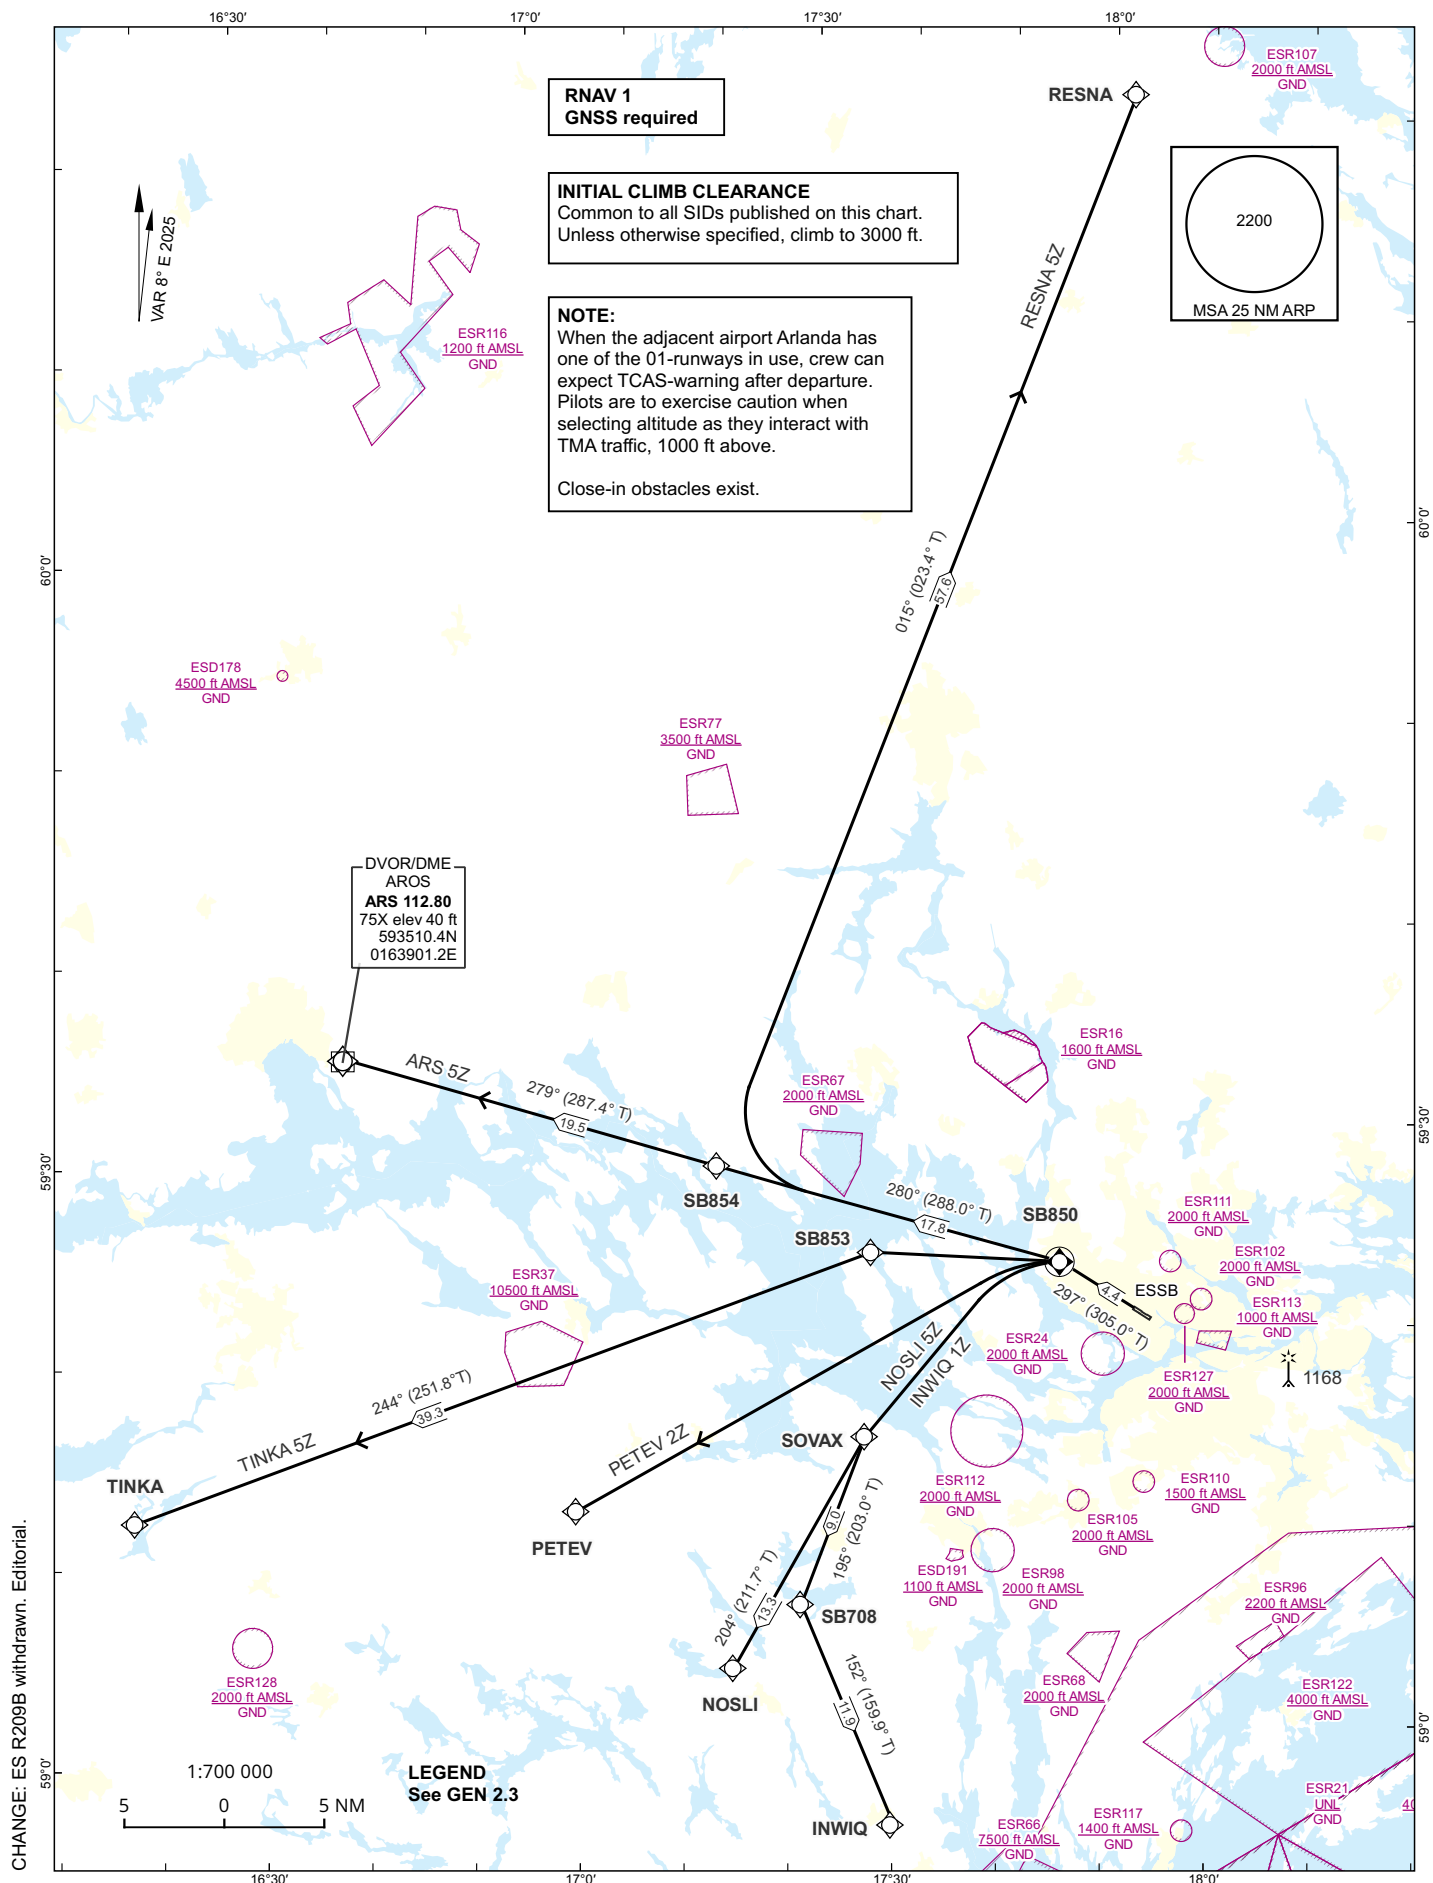 16°30′
17°0′
17°30′
18°0′
ESR107
2000 ft AMSL
GND
RESNA
RNAV 1
GNSS required
INITIAL CLIMB CLEARANCE
Common to all SIDs published on this chart.
Unless otherwise specified, climb to 3000 ft.
2200
MSA 25 NM ARP
VAR 8° E 2025
RESNA 5Z
NOTE:
When the adjacent airport Arlanda has
one of the 01-runways in use, crew can
expect TCAS-warning after departure.
Pilots are to exercise caution when
selecting altitude as they interact with
TMA traffic, 1000 ft above.
Close-in obstacles exist.
ESR116
1200 ft AMSL
GND
60°0′
60°0′
015° (023.4° T)
57.6
ESD178
4500 ft AMSL
GND
ESR77
3500 ft AMSL
GND
DVOR/DME
AROS
ARS 112.80
75X elev 40 ft
593510.4N
0163901.2E
ESR16
1600 ft AMSL
GND
ARS 5Z
279° (287.4° T)
19.5
ESR67
2000 ft AMSL
GND
59°30′
59°30′
SB854
280° (288.0° T)
17.8
SB850
SB853
ESR111
2000 ft AMSL
GND
ESR102
2000 ft AMSL
GND
ESR37
10500 ft AMSL
GND
4.4
ESSB
297° (305.0° T)
ESR113
1000 ft AMSL
GND
ESR24
2000 ft AMSL
GND
NOSLI 5Z
INWIQ 1Z
ESR127
2000 ft AMSL
GND
1168
244° (251.8°T)
39.3
TINKA 5Z
PETEV 2Z
SOVAX
TINKA
ESR112
2000 ft AMSL
GND
ESR110
1500 ft AMSL
GND
ESR105
2000 ft AMSL
GND
PETEV
9.0
195° (203.0° T)
204° (211.7° T)
13.3
ESD191
1100 ft AMSL
GND
ESR98
2000 ft AMSL
GND
ESR96
2200 ft AMSL
GND
SB708
ESR128
2000 ft AMSL
GND
NOSLI
152° (159.9° T)
11.9
ESR68
2000 ft AMSL
GND
ESR122
4000 ft AMSL
GND
59°0′
59°0′
1:700 000
5
0
5 NM
LEGEND
See GEN 2.3
INWIQ
ESR66
7500 ft AMSL
GND
ESR117
1400 ft AMSL
GND
ESR21
UNL
GND
40
16°30′
17°0′
17°30′
18°0′
CHANGE: ES R209B withdrawn. Editorial.